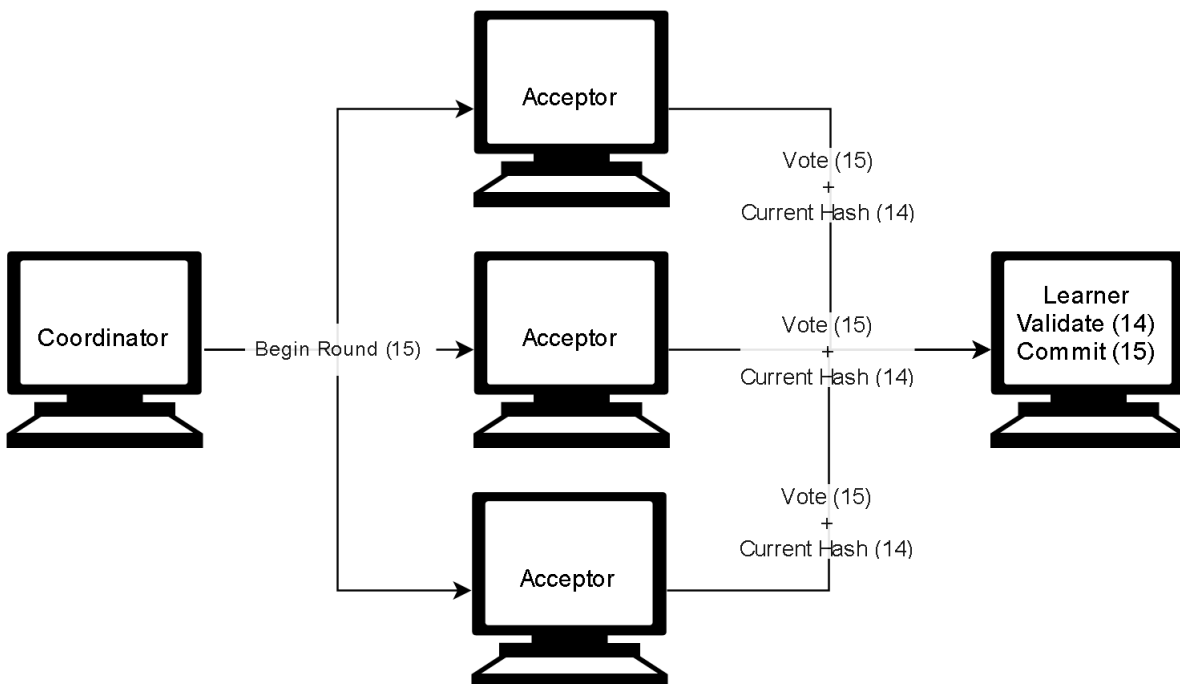 Acceptor
Vote (15)
+
Current Hash (14)
Coordinator
Begin Round (15)
Acceptor
Vote (15)
+
Current Hash (14)
Learner
Validate (14)
Commit (15)
Acceptor
Vote (15)
+
Current Hash (14)